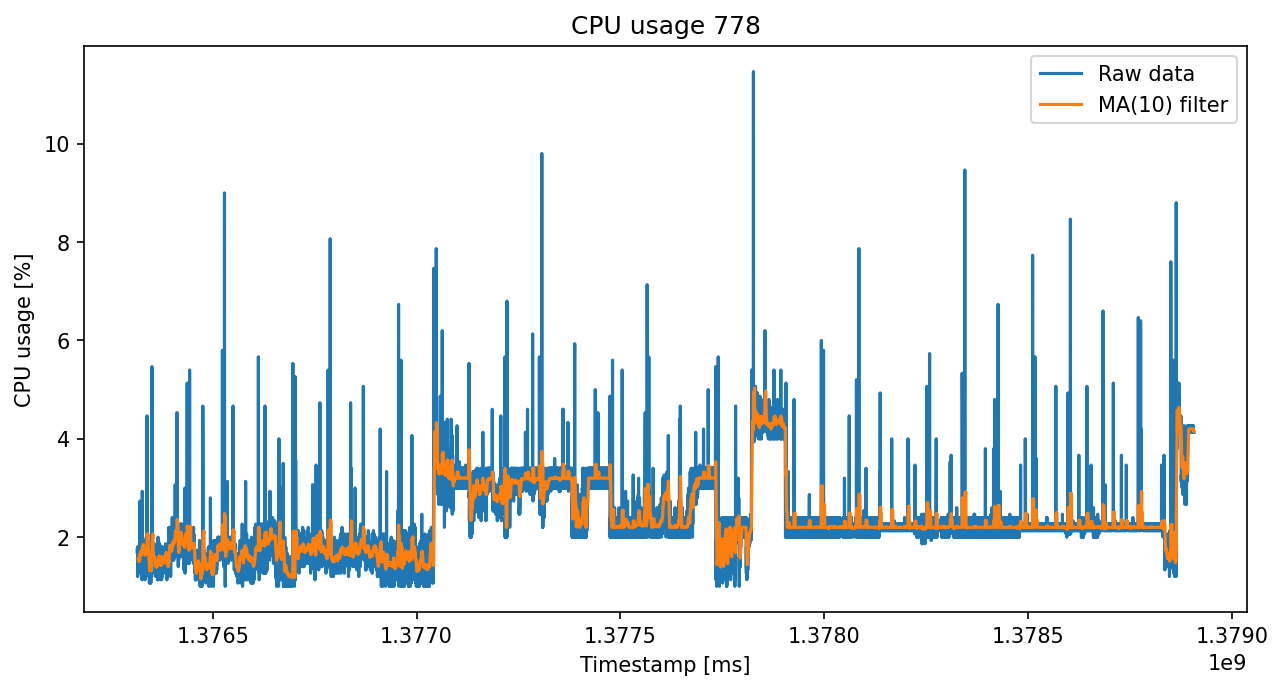 CPU usage 778
Raw data
MA(10) filter
CPU usage [%]
10
8
6
4
2
1.3765
1.3770
1.3775
1.3780
1.3785
1.3790
1e9
Timestamp [ms]